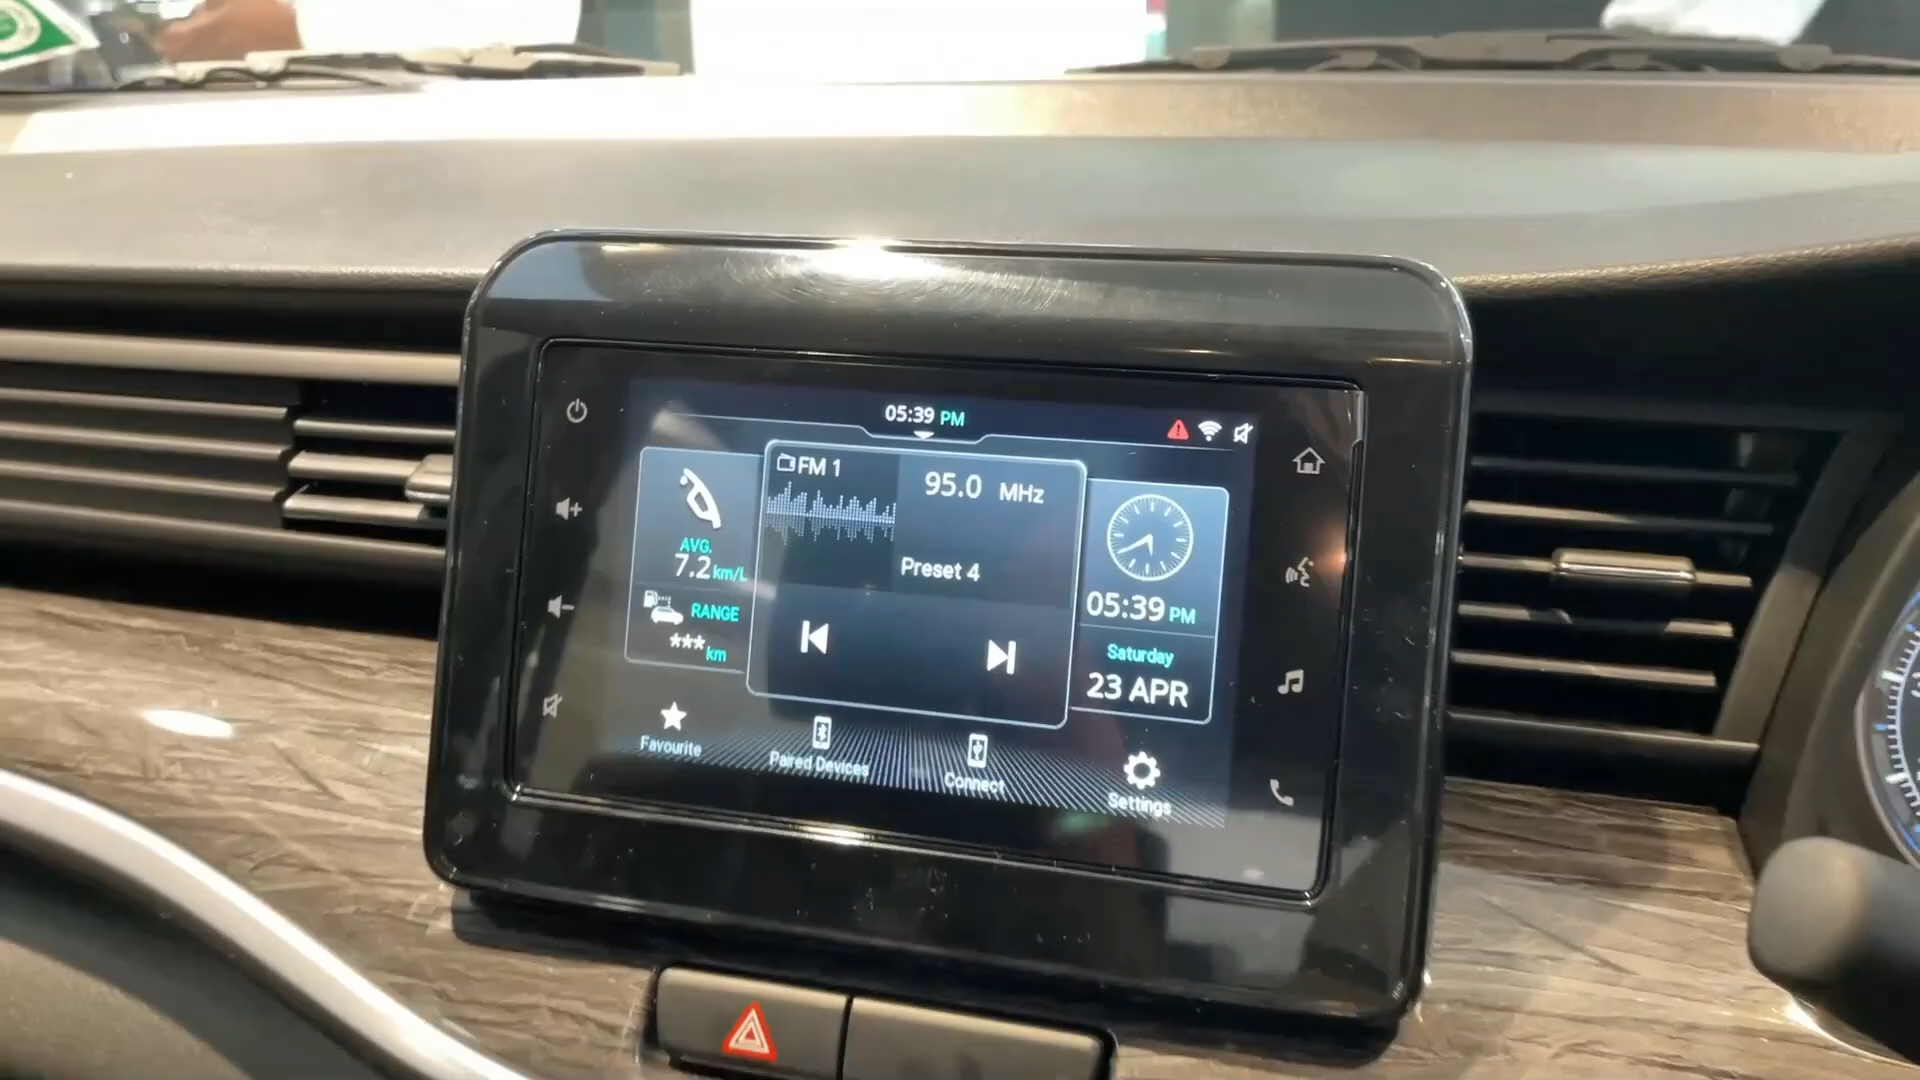 05:39 PM
FM 1
95.0 MHz
Preset 4
AVG.
7.2 km/L
RANGE
*** km
05:39 PM
Saturday
23 APR
Favourite
Paired Devices
Connect
Settings